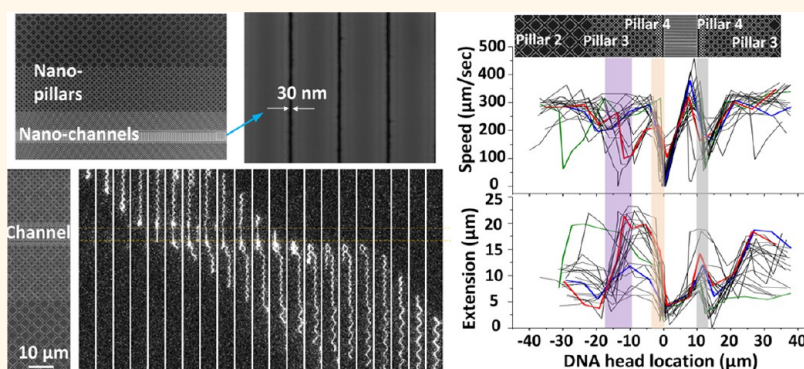 Nano-
pillars
Nano-channels
30 nm
Channel
10 μm
Pillar 2
Pillar 3
Pillar 4
Pillar 4
Pillar 3
Speed (μm/sec)
500
400
300
200
100
0
Extension (μm)
25
20
15
10
5
0
-40 -30 -20 -10 0 10 20 30 40
DNA head location (μm)